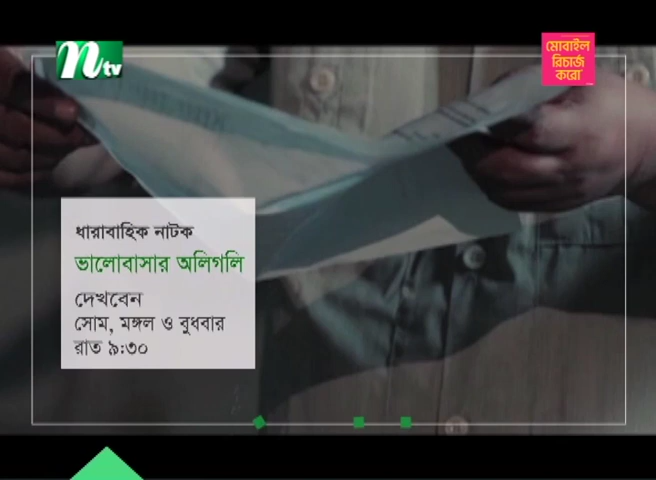 ntv
মোবাইল
রিচার্জ
করো
ধারাবাহিক নাটক
ভালোবাসার অলিগলি
দেখবেন
সোম, মঙ্গল ও বুধবার
রাত ৯:৩০